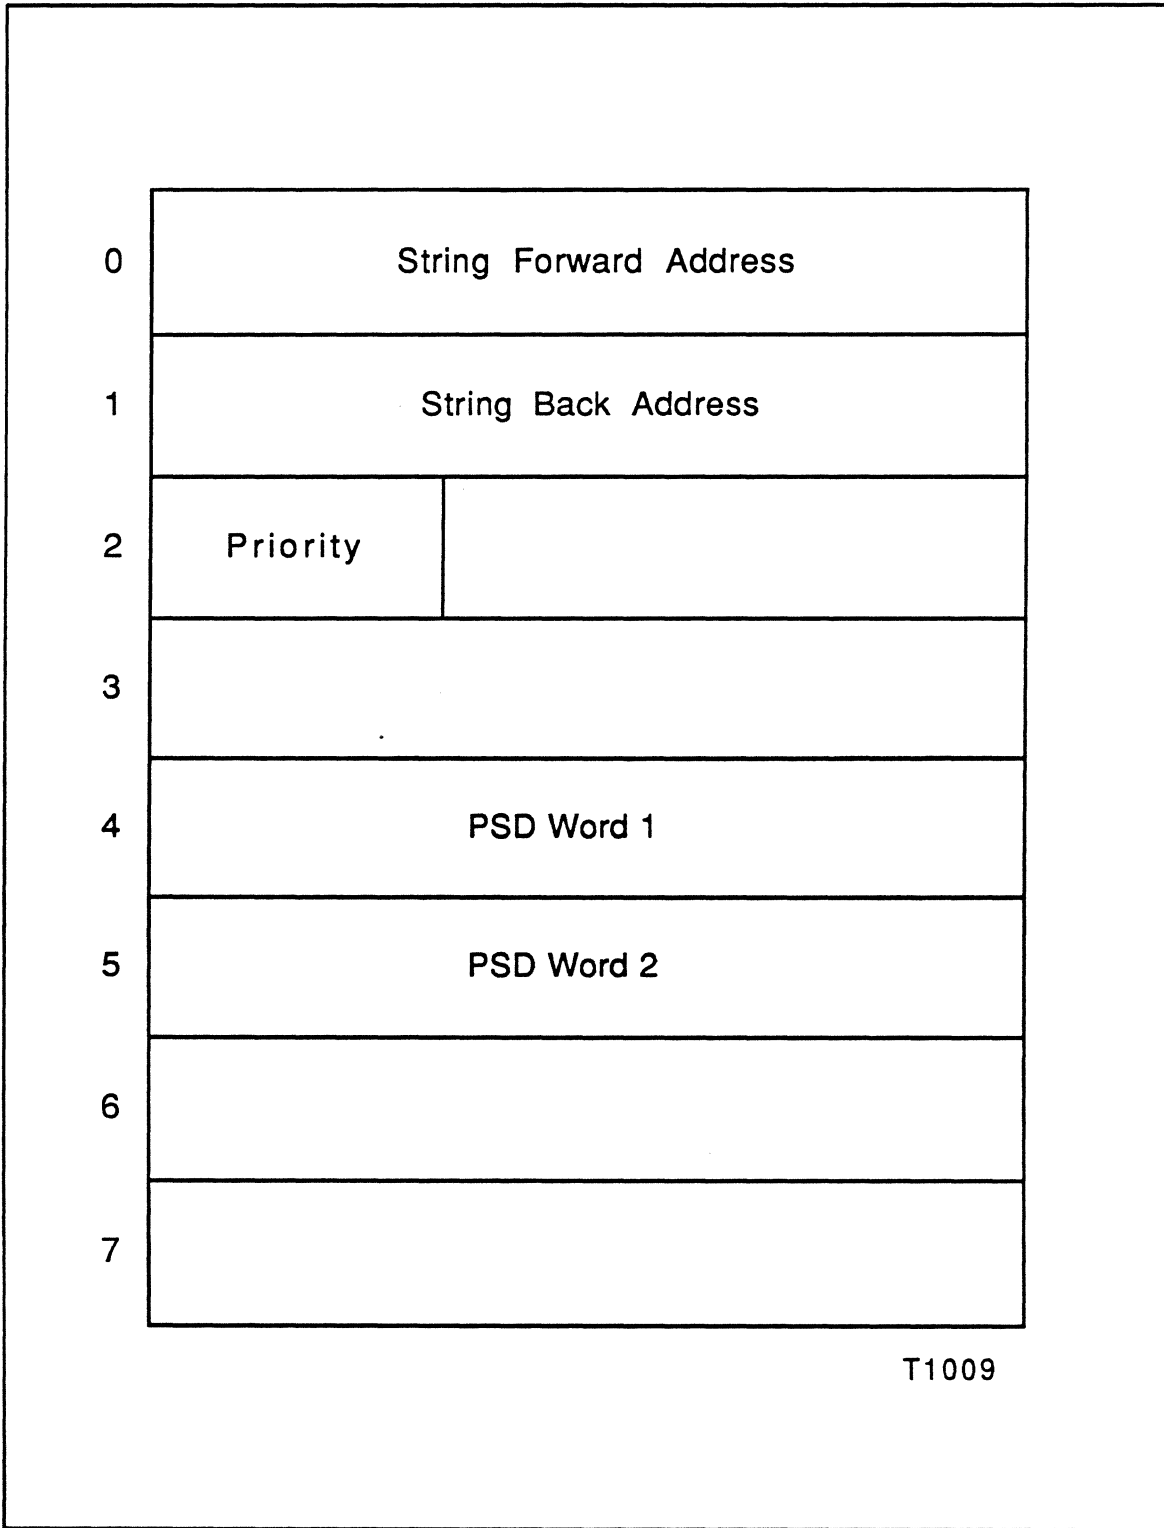 0 String Forward Address
1 String Back Address
2 Priority
3
4 PSD Word 1
5 PSD Word 2
6
7
T1009